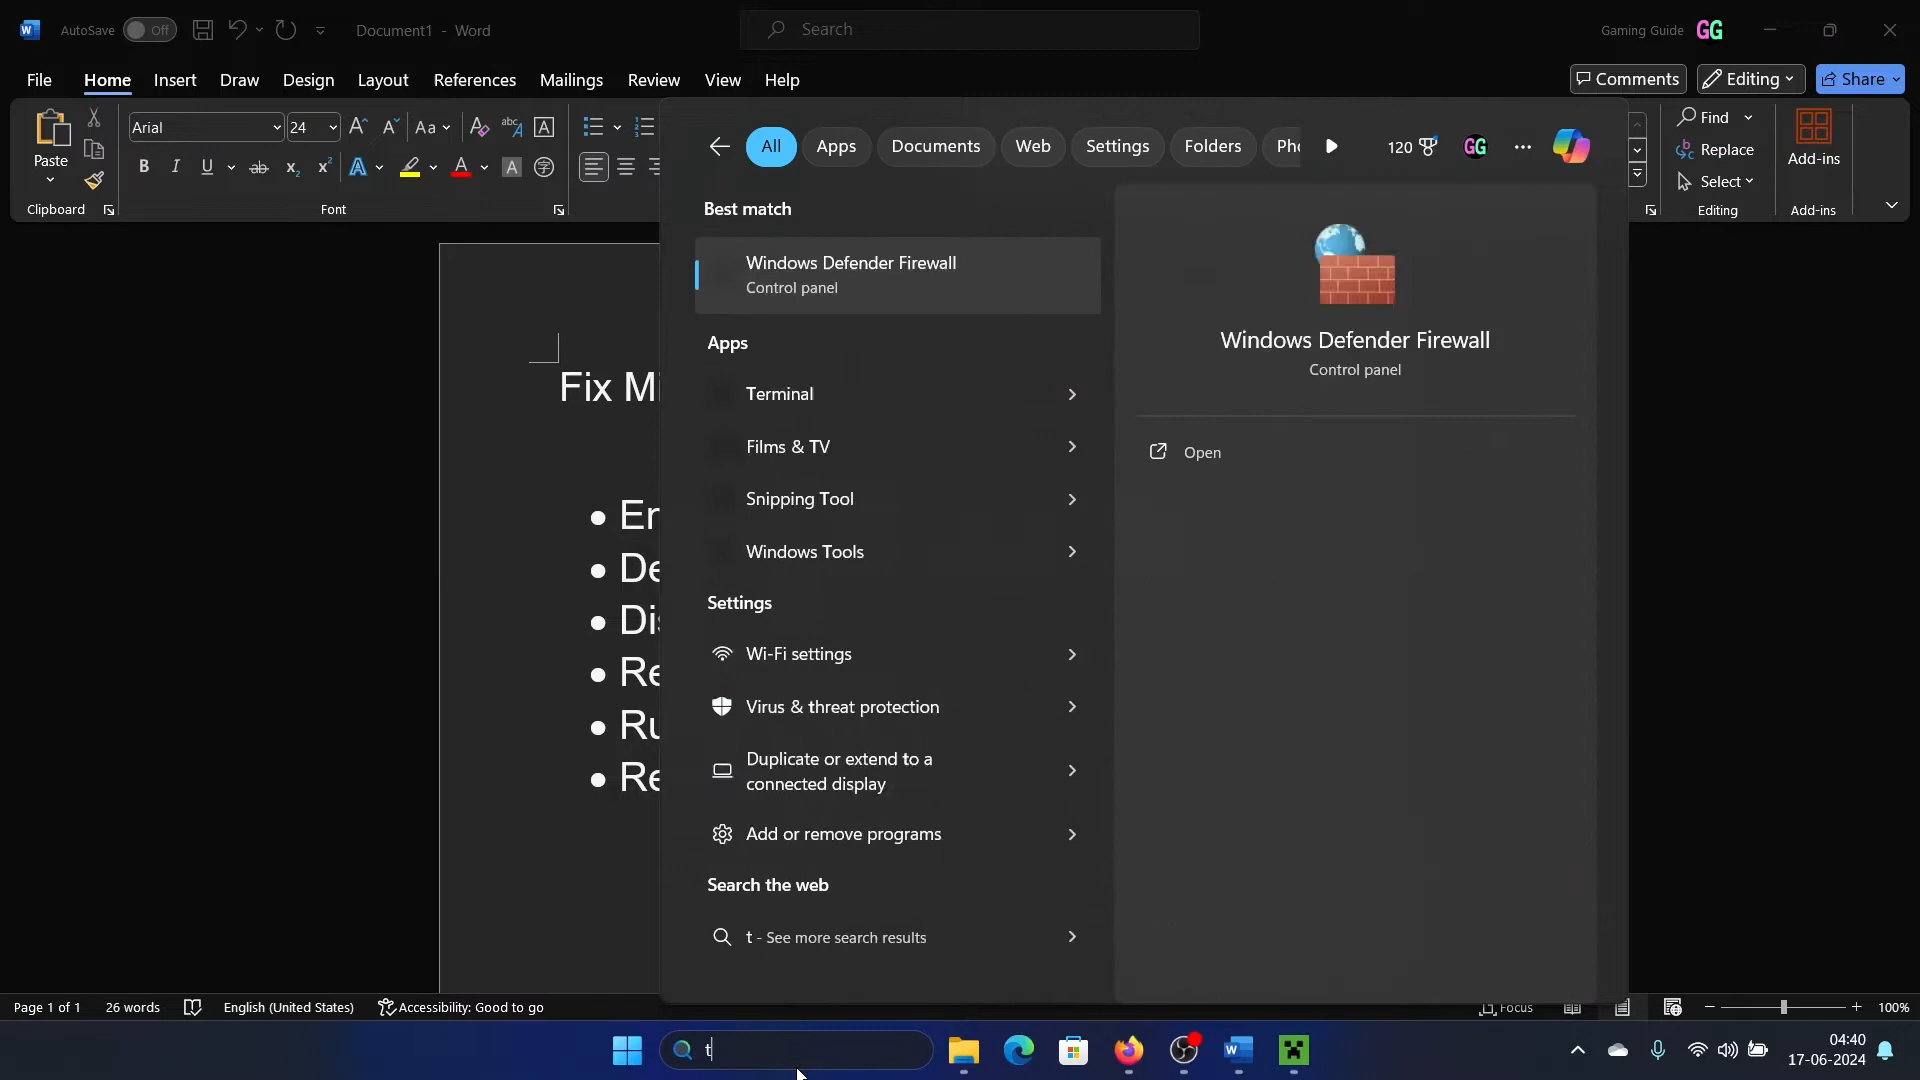 AutoSave Off Document1 - Word
Search
Gaming Guide GG
File Home Insert Draw Design Layout References Mailings Review View Help
Comments Editing Share
Paste
Clipboard
Arial 24 Aa
Font
Find
Replace
Select
Editing
Add-ins
Add-ins
All Apps Documents Web Settings Folders Pho 120 GG
Best match
Windows Defender Firewall
Control panel
Apps
Terminal
Films & TV
Snipping Tool
Windows Tools
Settings
Wi-Fi settings
Virus & threat protection
Duplicate or extend to a
connected display
Add or remove programs
Search the web
t - See more search results
Windows Defender Firewall
Control panel
Open
Fix Mi
• En
• De
• Dis
• Re
• Ru
• Re
Page 1 of 1 26 words English (United States) Accessibility: Good to go
Focus 100%
t
04:40
17-06-2024